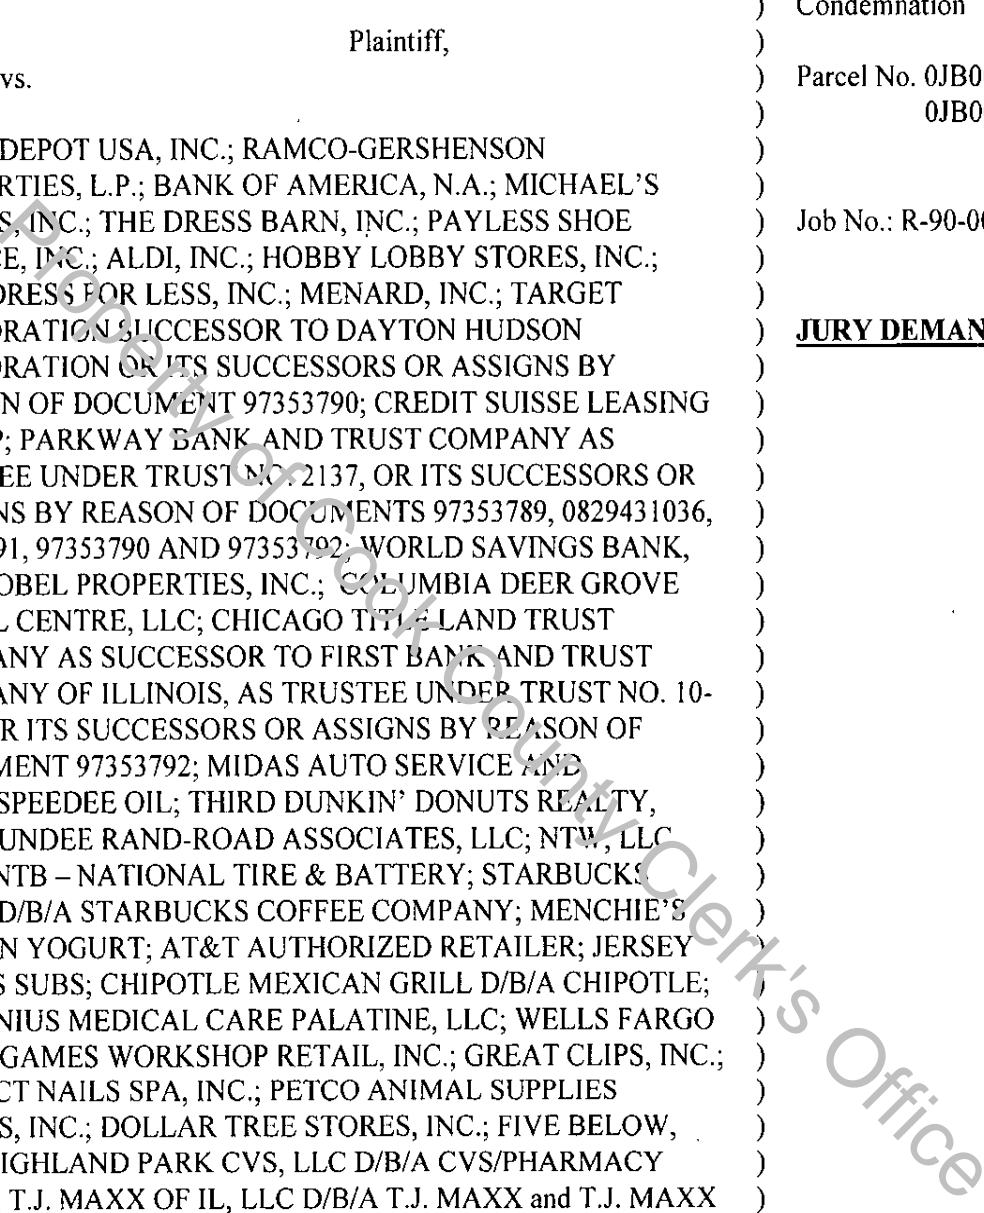 ) Condemnation
Plaintiff, )
vs. ) Parcel No. 0JB0
) 0JB0
DEPOT USA, INC.; RAMCO-GERSHENSON )
RTIES, L.P.; BANK OF AMERICA, N.A.; MICHAEL'S )
S, INC.; THE DRESS BARN, INC.; PAYLESS SHOE ) Job No.: R-90-0
E, INC.; ALDI, INC.; HOBBY LOBBY STORES, INC.; )
DRESS FOR LESS, INC.; MENARD, INC.; TARGET )
RATION SUCCESSOR TO DAYTON HUDSON ) JURY DEMAN
RATION OR ITS SUCCESSORS OR ASSIGNS BY )
N OF DOCUMENT 97353790; CREDIT SUISSE LEASING )
; PARKWAY BANK AND TRUST COMPANY AS )
EE UNDER TRUST NO. 2137, OR ITS SUCCESSORS OR )
NS BY REASON OF DOCUMENTS 97353789, 0829431036, )
91, 97353790 AND 97353792; WORLD SAVINGS BANK, )
OBEL PROPERTIES, INC.; COLUMBIA DEER GROVE )
L CENTRE, LLC; CHICAGO TITLE LAND TRUST )
ANY AS SUCCESSOR TO FIRST BANK AND TRUST )
ANY OF ILLINOIS, AS TRUSTEE UNDER TRUST NO. 10- )
R ITS SUCCESSORS OR ASSIGNS BY REASON OF )
MENT 97353792; MIDAS AUTO SERVICE AND )
SPEEDEE OIL; THIRD DUNKIN' DONUTS REALTY, )
UNDEE RAND-ROAD ASSOCIATES, LLC; NTW, LLC )
NTB – NATIONAL TIRE & BATTERY; STARBUCKS )
D/B/A STARBUCKS COFFEE COMPANY; MENCHIE'S )
N YOGURT; AT&T AUTHORIZED RETAILER; JERSEY )
S SUBS; CHIPOTLE MEXICAN GRILL D/B/A CHIPOTLE; )
NIUS MEDICAL CARE PALATINE, LLC; WELLS FARGO )
GAMES WORKSHOP RETAIL, INC.; GREAT CLIPS, INC.; )
CT NAILS SPA, INC.; PETCO ANIMAL SUPPLIES )
S, INC.; DOLLAR TREE STORES, INC.; FIVE BELOW, )
IGHLAND PARK CVS, LLC D/B/A CVS/PHARMACY )
T.J. MAXX OF IL, LLC D/B/A T.J. MAXX and T.J. MAXX )
Property of Cook County Clerk's Office